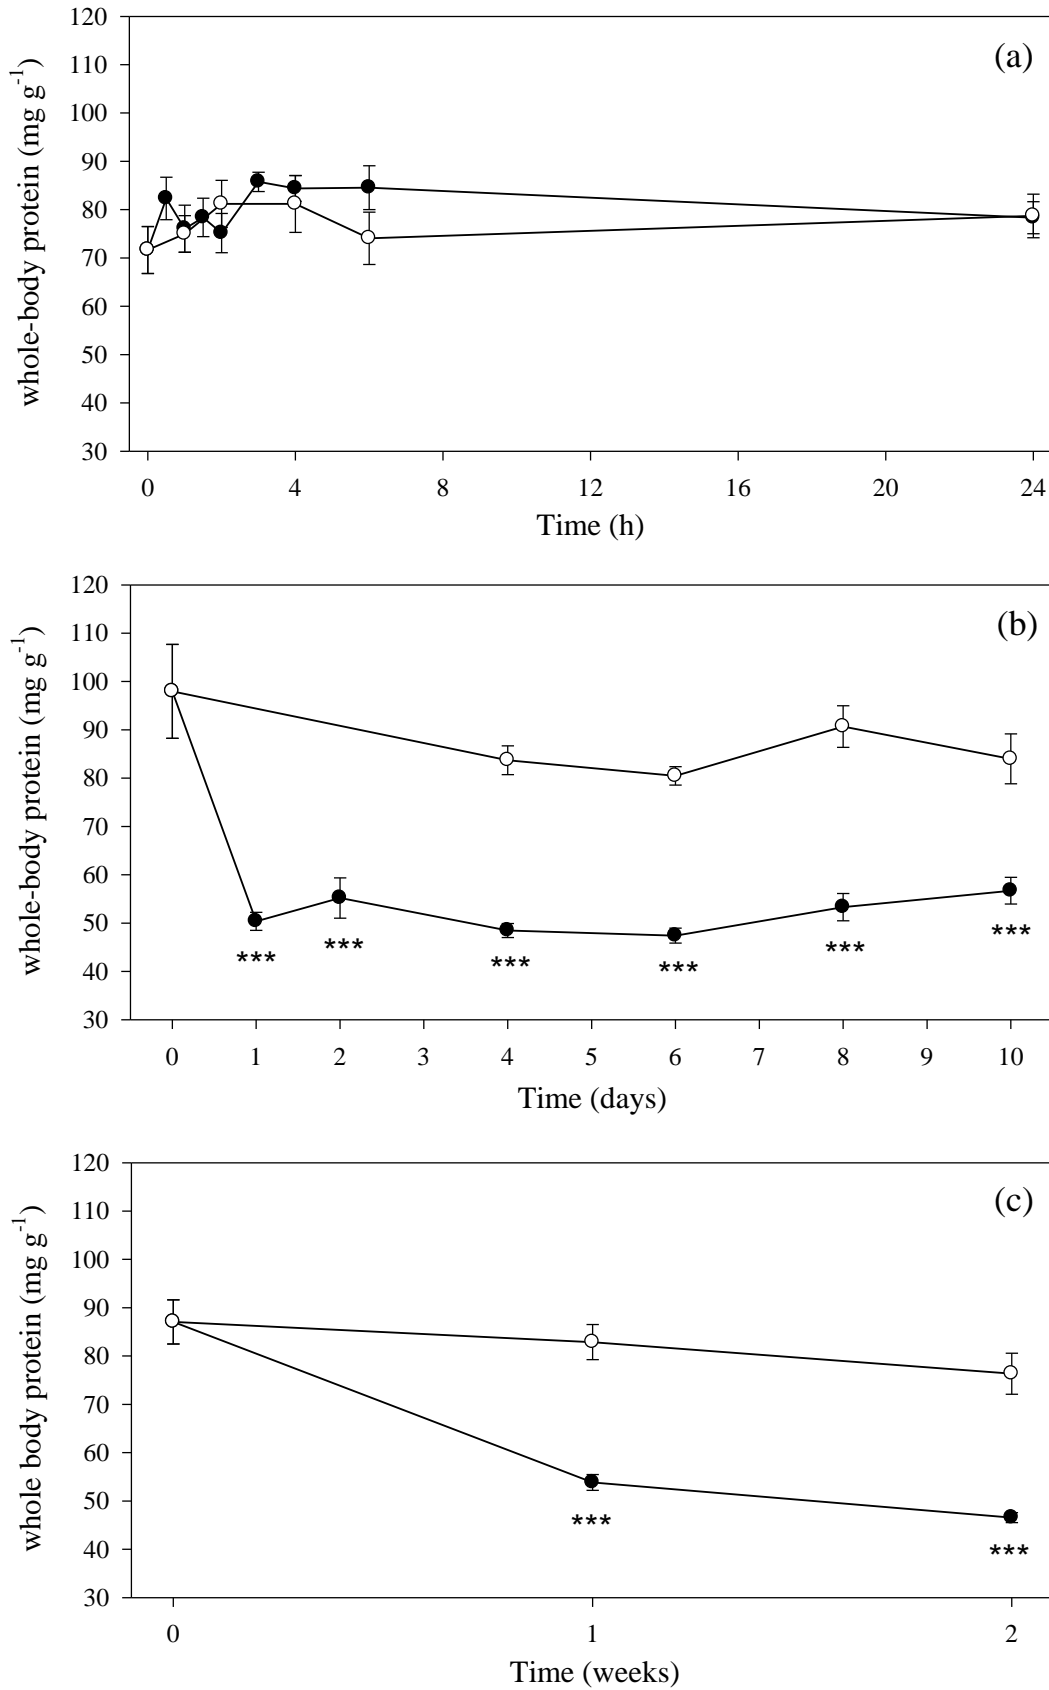 (a)
120
110
100
90
80
70
60
50
40
30
whole-body protein (mg g⁻¹)
0 4 8 12 16 20 24
Time (h)
(b)
120
110
100
90
80
70
60
50
40
30
whole-body protein (mg g⁻¹)
*** *** *** *** *** ***
0 1 2 3 4 5 6 7 8 9 10
Time (days)
(c)
120
110
100
90
80
70
60
50
40
30
whole body protein (mg g⁻¹)
*** ***
0 1 2
Time (weeks)